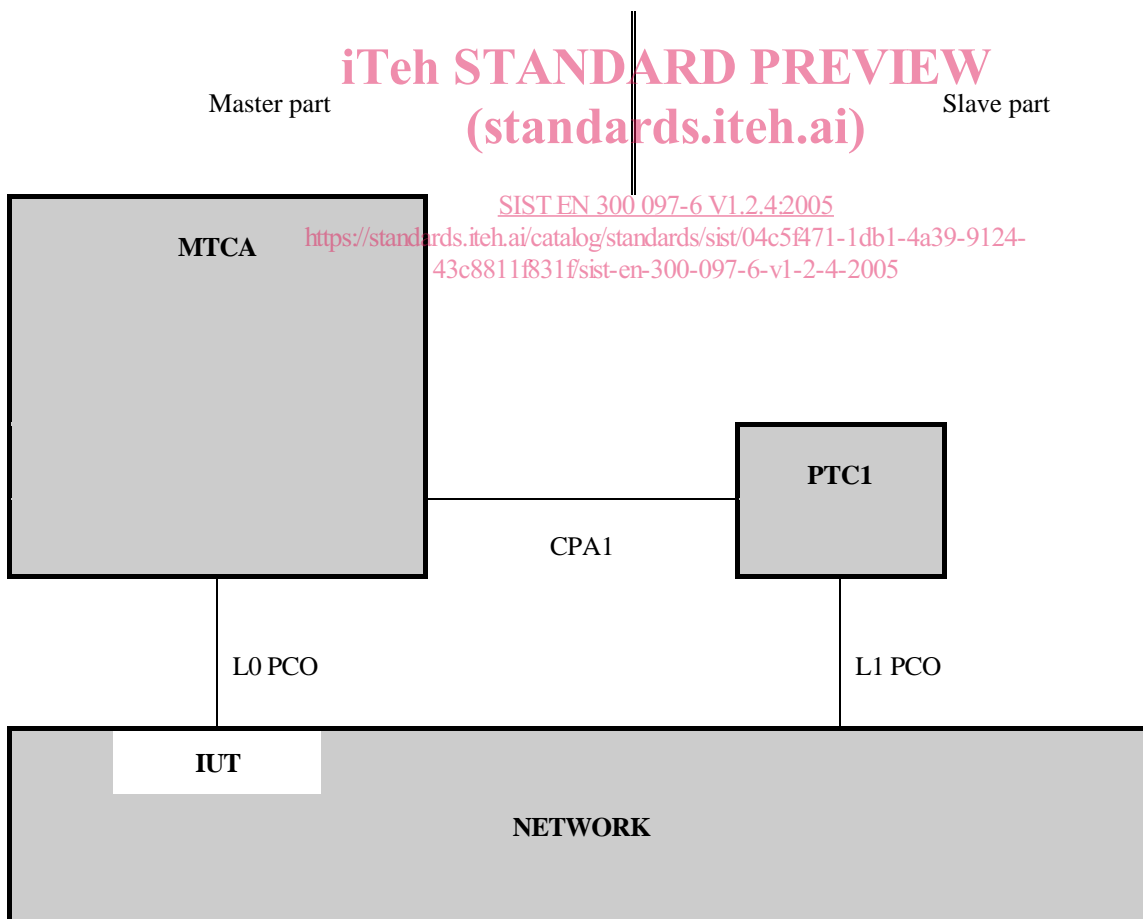 iTeh STANDARD PREVIEW
Master part
Slave part
(standards.iteh.ai)
SIST EN 300 097-6 V1.2.4:2005
MTCA
https://standards.iteh.ai/catalog/standards/sist/04c5f471-1db1-4a39-9124-
43c8811f831f/sist-en-300-097-6-v1-2-4-2005
PTC1
CPA1
L0 PCO
L1 PCO
IUT
NETWORK